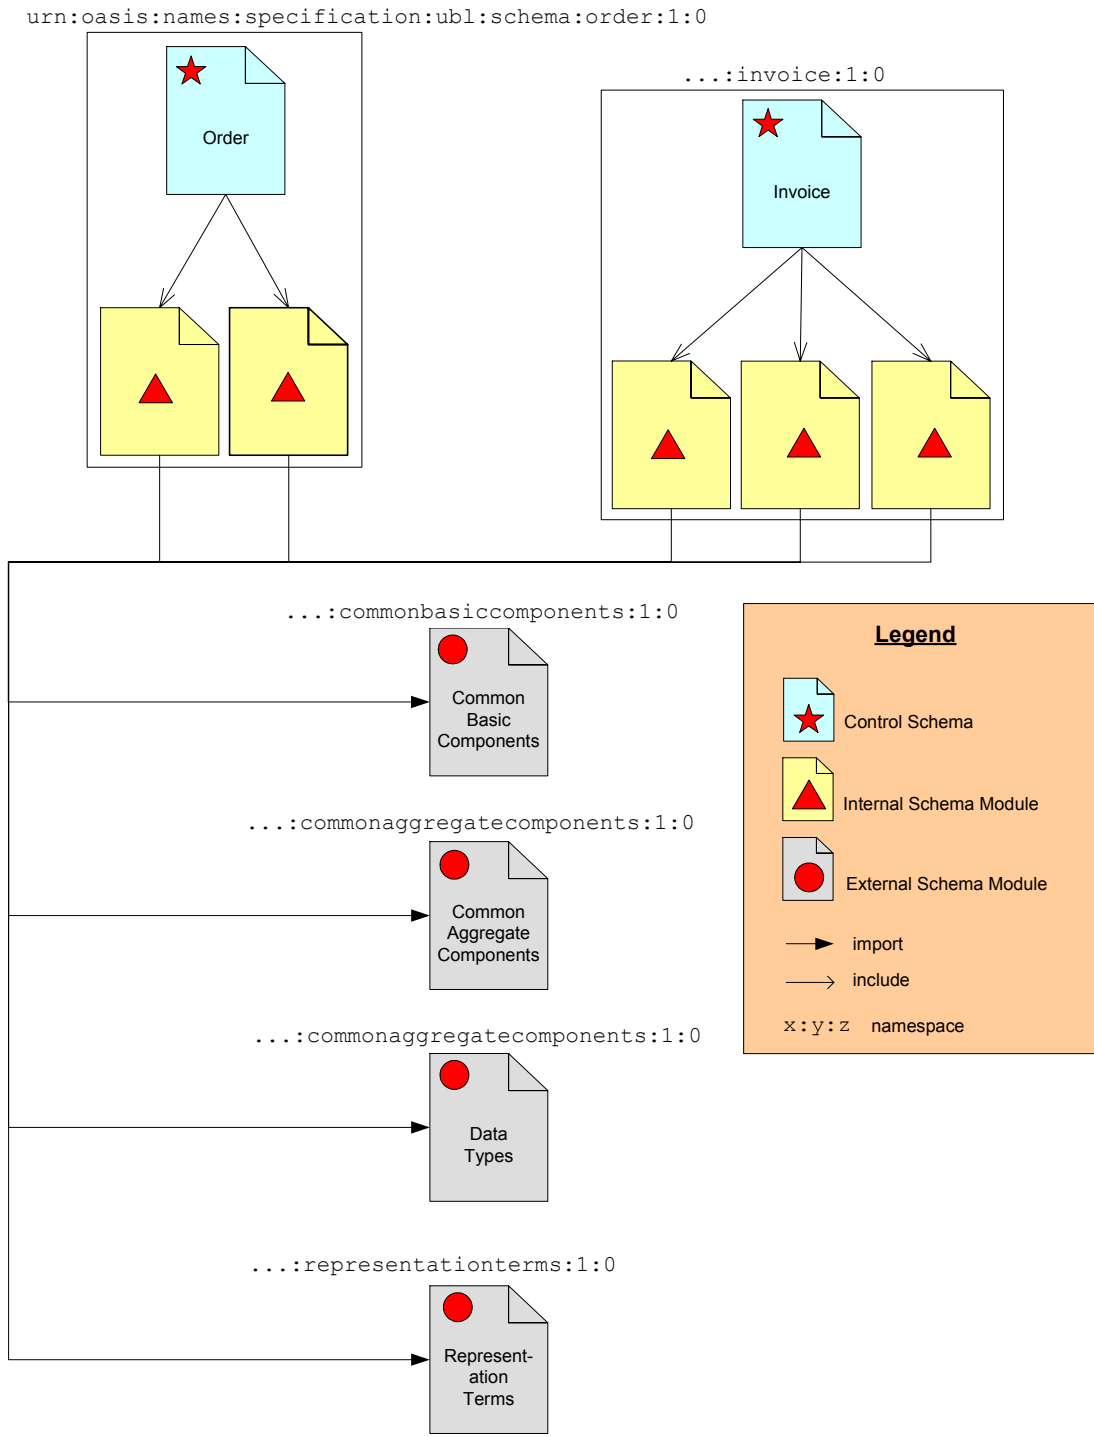 urn:oasis:names:specification:ubl:schema:order:1:0
...:invoice:1:0
Order
Invoice
...:commonbasiccomponents:1:0
Common
Basic
Components
...:commonaggregatecomponents:1:0
Common
Aggregate
Components
...:commonaggregatecomponents:1:0
Data
Types
...:representationterms:1:0
Represent-
ation
Terms
Legend
Control Schema
Internal Schema Module
External Schema Module
import
include
x:y:z namespace